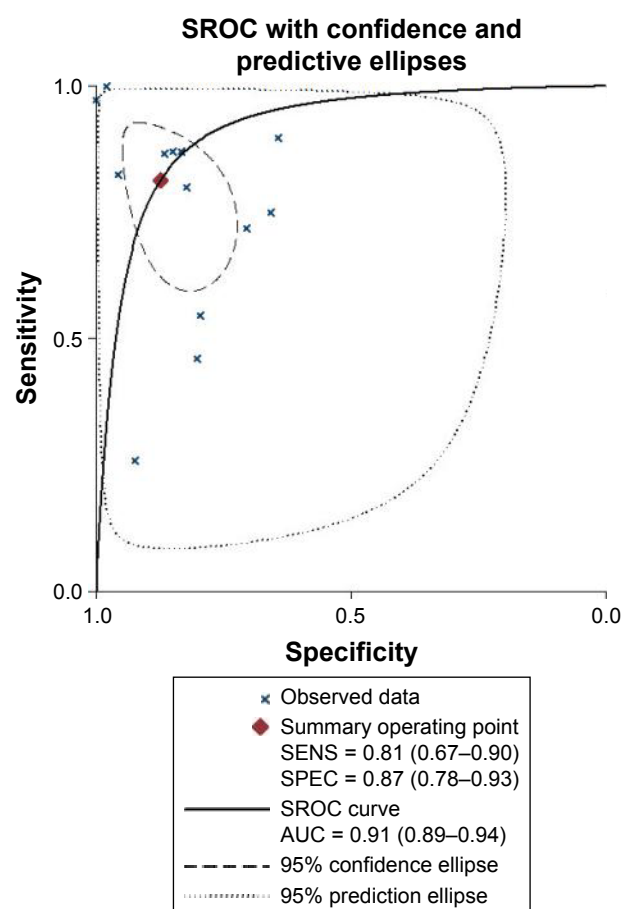 SROC with confidence and
predictive ellipses
1.0
0.5
0.0
Sensitivity
1.0
0.5
0.0
Specificity
Observed data
Summary operating point
SENS = 0.81 (0.67–0.90)
SPEC = 0.87 (0.78–0.93)
SROC curve
AUC = 0.91 (0.89–0.94)
95% confidence ellipse
95% prediction ellipse